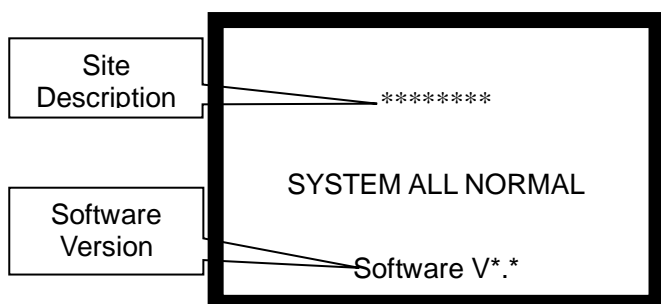 Site
Description
********
SYSTEM ALL NORMAL
Software
Version
Software V*.*